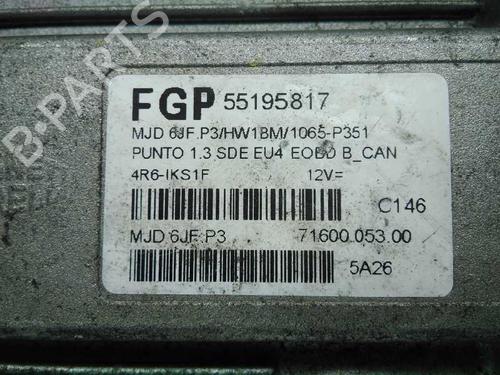 FGP 55195817
MJD 6JF.P3/HW18M/1065-P351
PUNTO 1.3 SDE EU4 EOBD B_CAN
4R6-IKS1F 12V=
C146
MJD 6JF.P3 71600.053.00
5A26
B-PARTS